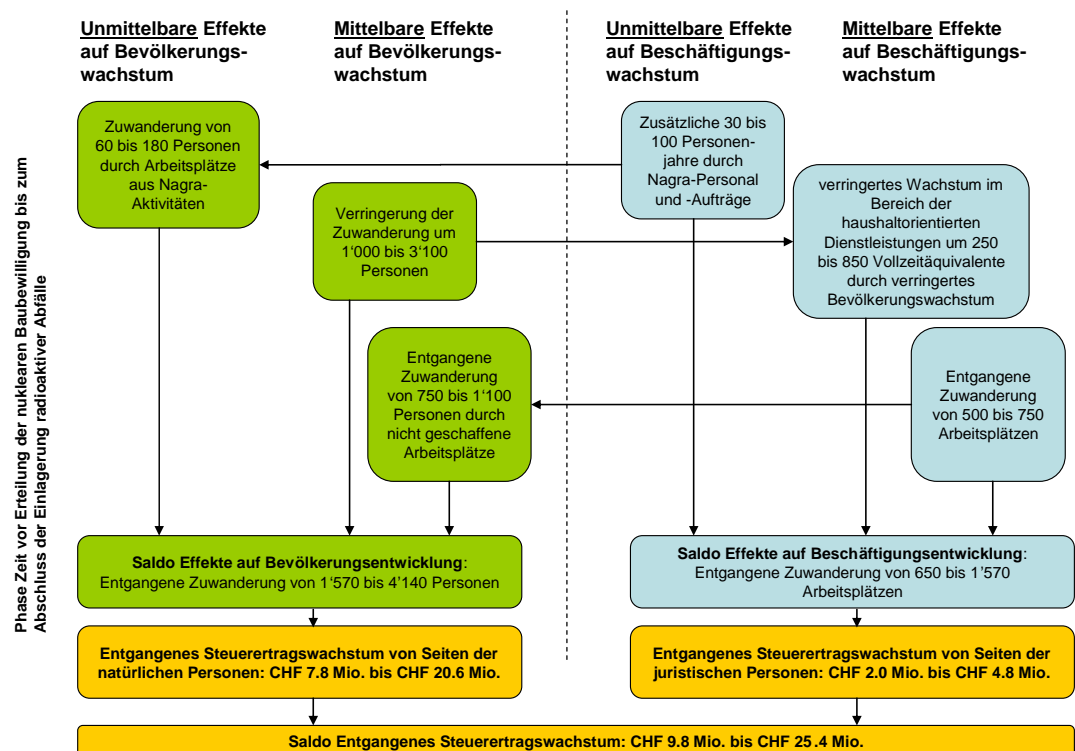 Unmittelbare Effekte
auf Bevölkerungs-
wachstum
Mittelbare Effekte
auf Bevölkerungs-
wachstum
Unmittelbare Effekte
auf Beschäftigungs-
wachstum
Mittelbare Effekte
auf Beschäftigungs-
wachstum
Phase Zeit vor Erteilung der nuklearen Baubewilligung bis zum
Abschluss der Einlagerung radioaktiver Abfälle
Zuwanderung von
60 bis 180 Personen
durch Arbeitsplätze
aus Nagra-
Aktivitäten
Zusätzliche 30 bis
100 Personen-
jahre durch
Nagra-Personal
und -Aufträge
Verringerung der
Zuwanderung um
1‘000 bis 3‘100
Personen
verringertes Wachstum im
Bereich der
haushaltorientierten
Dienstleistungen um 250
bis 850 Vollzeitäquivalente
durch verringertes
Bevölkerungswachstum
Entgangene
Zuwanderung
von 750 bis 1‘100
Personen durch
nicht geschaffene
Arbeitsplätze
Entgangene
Zuwanderung
von 500 bis 750
Arbeitsplätzen
Saldo Effekte auf Bevölkerungsentwicklung:
Entgangene Zuwanderung von 1‘570 bis 4‘140 Personen
Saldo Effekte auf Beschäftigungsentwicklung:
Entgangene Zuwanderung von 650 bis 1’570
Arbeitsplätzen
Entgangenes Steuerertragswachstum von Seiten der
natürlichen Personen: CHF 7.8 Mio. bis CHF 20.6 Mio.
Entgangenes Steuerertragswachstum von Seiten der
juristischen Personen: CHF 2.0 Mio. bis CHF 4.8 Mio.
Saldo Entgangenes Steuerertragswachstum: CHF 9.8 Mio. bis CHF 25.4 Mio.